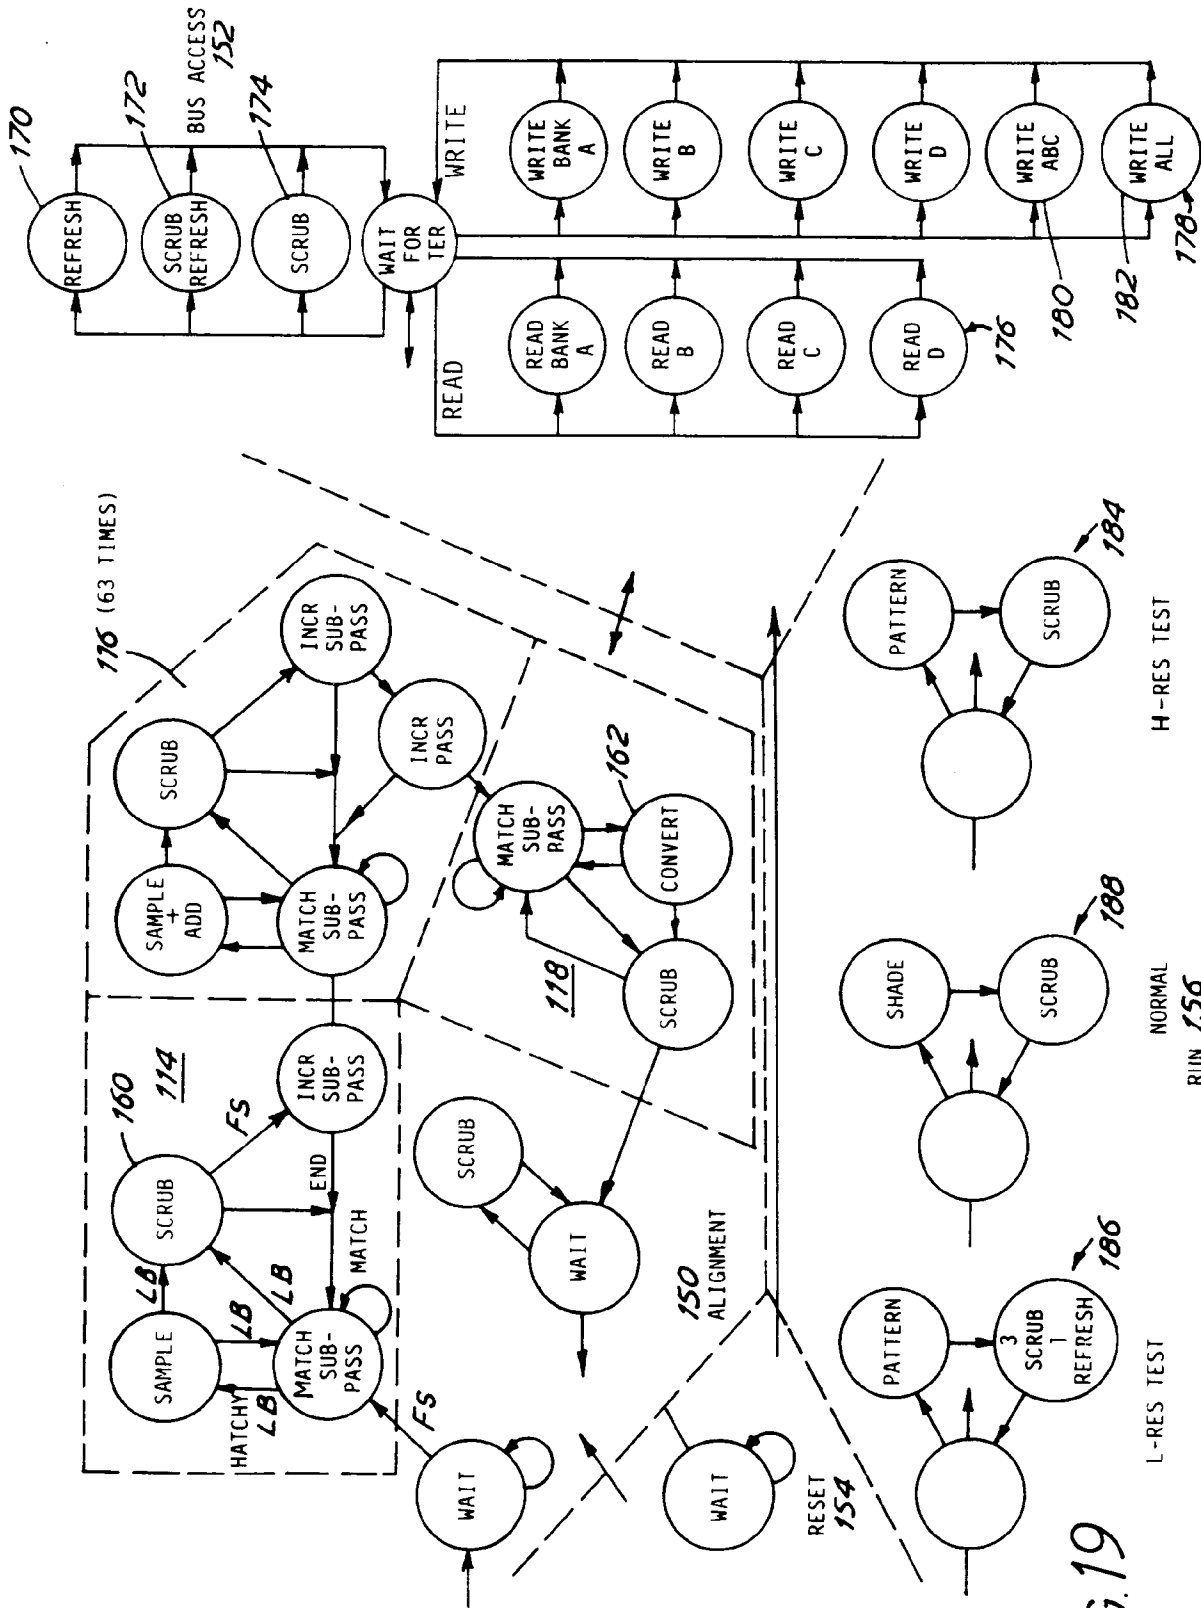 170
REFRESH
172
SCRUB
REFRESH
BUS ACCESS
152
174
SCRUB
WAIT
FOR
TER
READ
WRITE
READ
BANK
A
READ
B
READ
C
READ
D
176
WRITE
BANK
A
WRITE
B
WRITE
C
WRITE
D
WRITE
ABC
180
WRITE
ALL
182
178
116 (63 TIMES)
SAMPLE
+
ADD
SCRUB
INCR
SUB-
PASS
MATCH
SUB-
PASS
INCR
PASS
114
160
SAMPLE
LB
SCRUB
FS
INCR
SUB-
PASS
END
HATCHY
LB
LB
LB
MATCH
SUB-
PASS
MATCH
FS
WAIT
MATCH
SUB-
RASS
162
CONVERT
118
SCRUB
SCRUB
WAIT
150
ALIGNMENT
WAIT
RESET
154
PATTERN
3
SCRUB
1
REFRESH
186
L-RES TEST
SHADE
SCRUB
188
NORMAL
RUN 156
PATTERN
SCRUB
184
H-RES TEST
G. 19